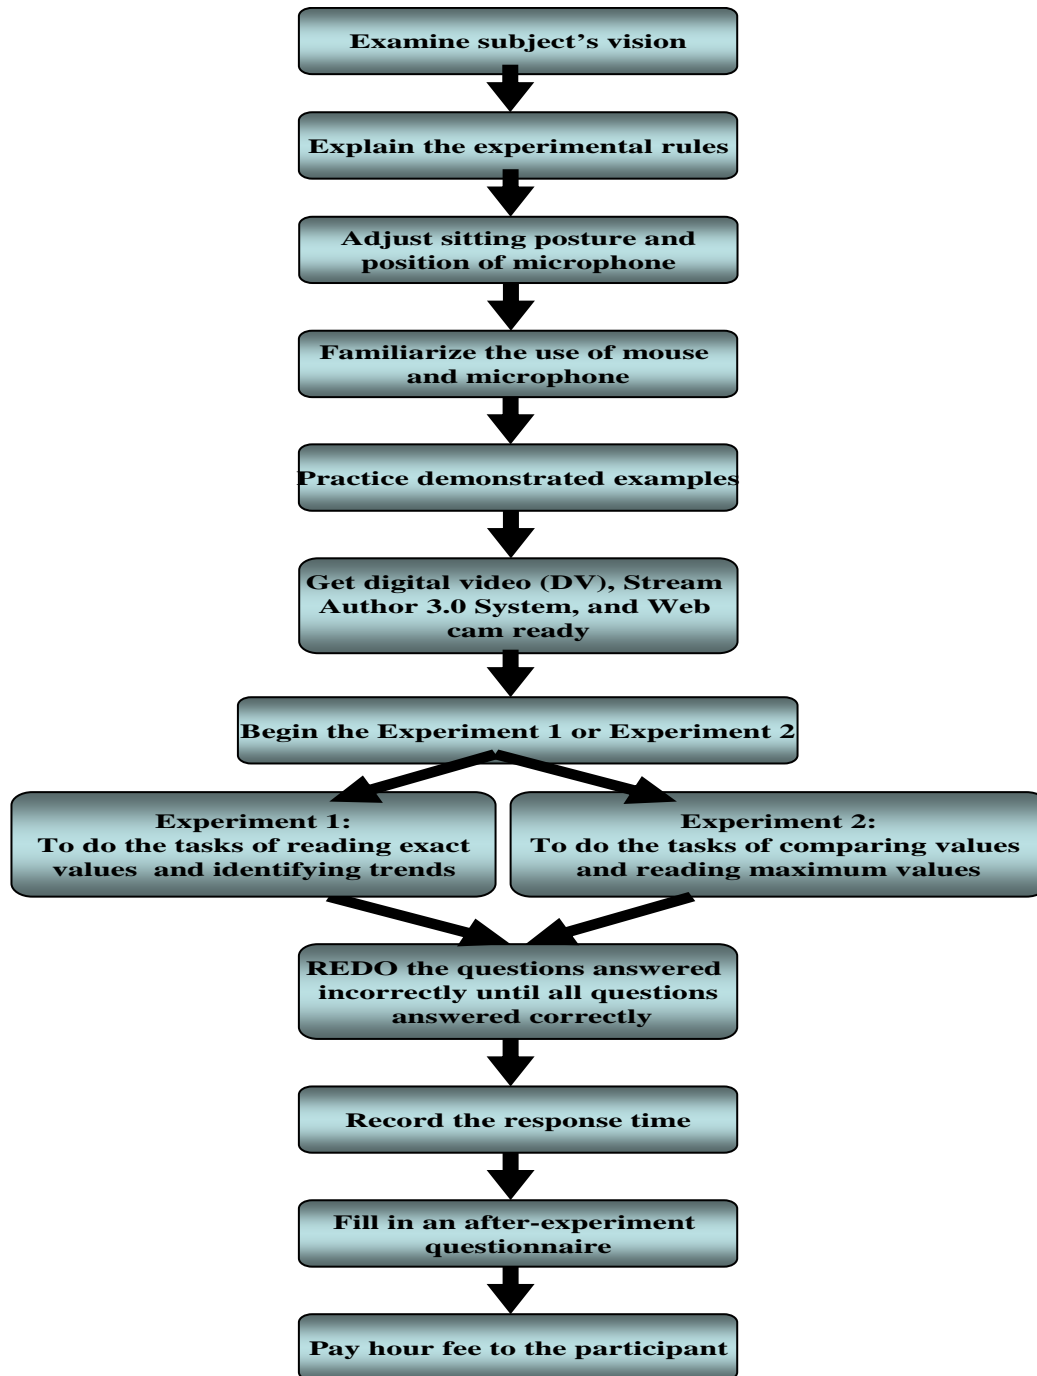 Examine subject’s vision
Explain the experimental rules
Adjust sitting posture and
position of microphone
Familiarize the use of mouse
and microphone
Practice demonstrated examples
Get digital video (DV), Stream
Author 3.0 System, and Web
cam ready
Begin the Experiment 1 or Experiment 2
Experiment 1:
To do the tasks of reading exact
values  and identifying trends
Experiment 2:
To do the tasks of comparing values
and reading maximum values
REDO the questions answered
incorrectly until all questions
answered correctly
Record the response time
Fill in an after-experiment
questionnaire
Pay hour fee to the participant